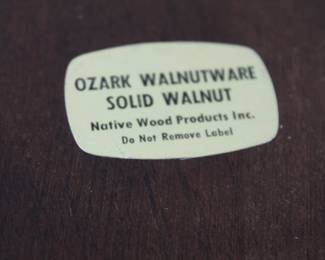 OZARK WALNUTWARE
SOLID WALNUT
Native Wood Products Inc.
Do Not Remove Label